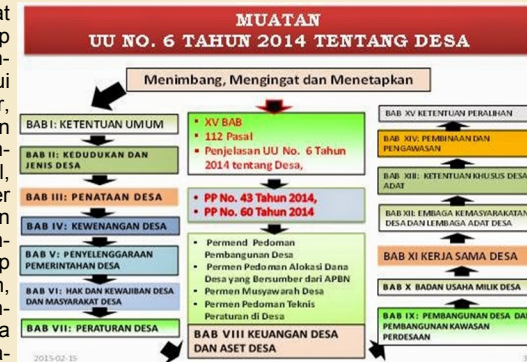 MUATAN
UU NO. 6 TAHUN 2014 TENTANG DESA
Menimbang, Mengingat dan Menetapkan
BAB I: KETENTUAN UMUM
BAB II: KEDUDUKAN DAN
JENIS DESA
BAB III: PENATAAN DESA
BAB IV: KEWENANGAN DESA
BAB V: PENYELENGGARAAN
PEMERINTAHAN DESA
BAB VI: HAK DAN KEWAJIBAN DESA
DAN MASYARAKAT DESA
BAB VII: PERATURAN DESA
• XV BAB
• 112 Pasal
• Penjelasan UU No. 6 Tahun
2014 tentang Desa,
• PP No. 43 Tahun 2014,
• PP No. 60 Tahun 2014
• Permend Pedoman
Pembangunan Desa
• Permen Pedoman Alokasi Dana
Desa yang Bersumber dari APBN
• Permen Musyawarah Desa
• Permen Pedoman Teknis
Peraturan di Desa
BAB VIII KEUANGAN DESA
DAN ASET DESA
BAB XV KETENTUAN PERALIHAN
BAB XIV: PEMBINAAN DAN
PENGAWASAN
BAB XIII: KETENTUAN KHUSUS DESA
ADAT
BAB XII: EMBAGA KEMASYARAKATAN
DESA DAN LEMBAGA ADAT DESA
BAB XI KERJA SAMA DESA
BAB X BADAN USAHA MILIK DESA
BAB IX: PEMBANGUNAN DESA DAN
PEMBANGUNAN KAWASAN
PERDESAAN
2015-02-15